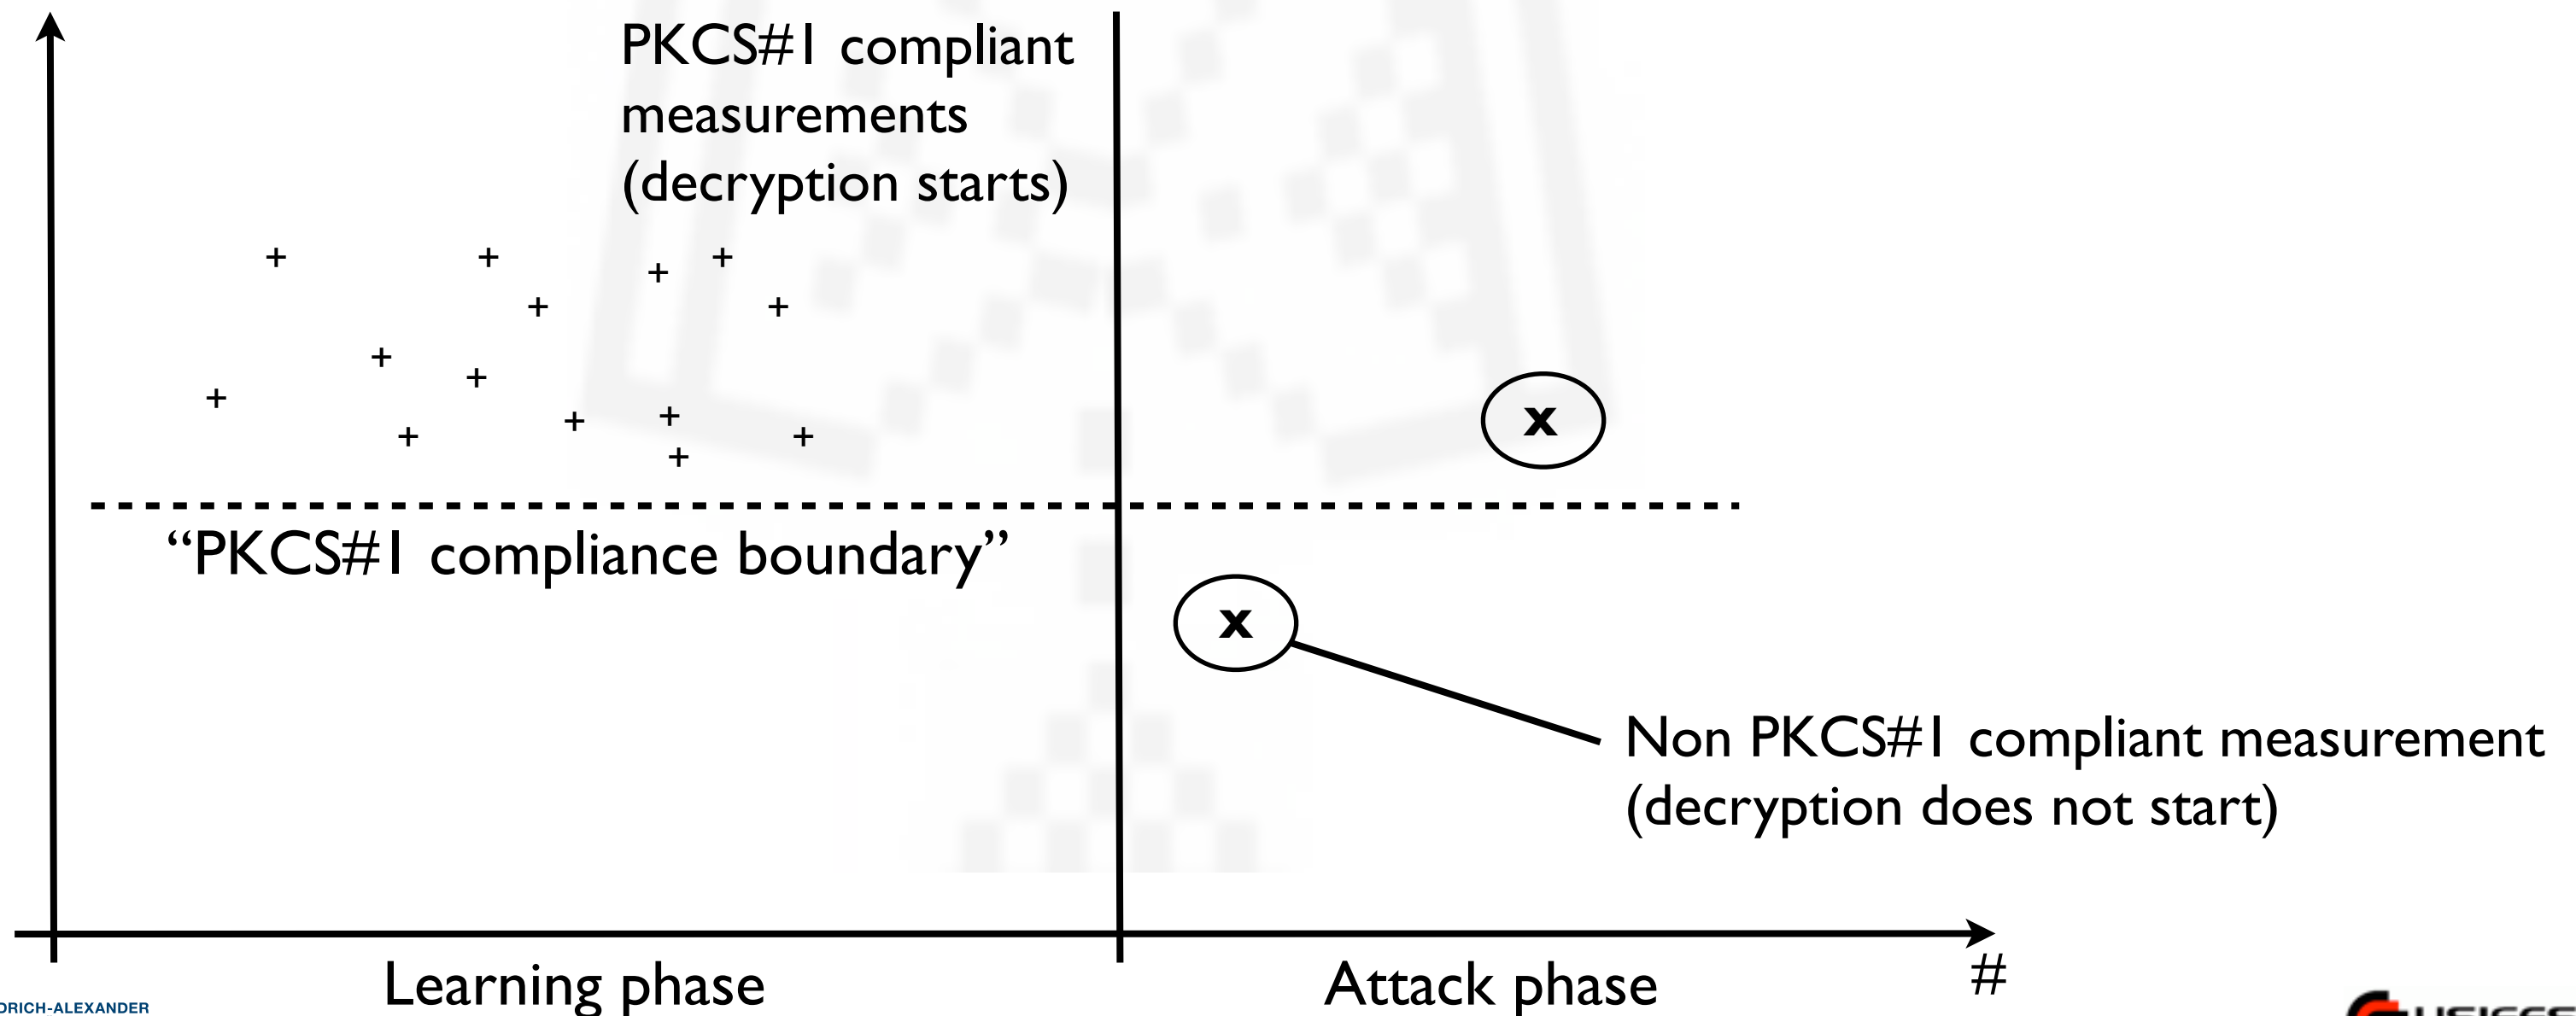 PKCS#1 compliant
measurements
(decryption starts)
+ + + +
+ +
+
+
+
+ +
+ +
+
x
“PKCS#1 compliance boundary”
x
Non PKCS#1 compliant measurement
(decryption does not start)
#
Learning phase
Attack phase
DRICH-ALEXANDER